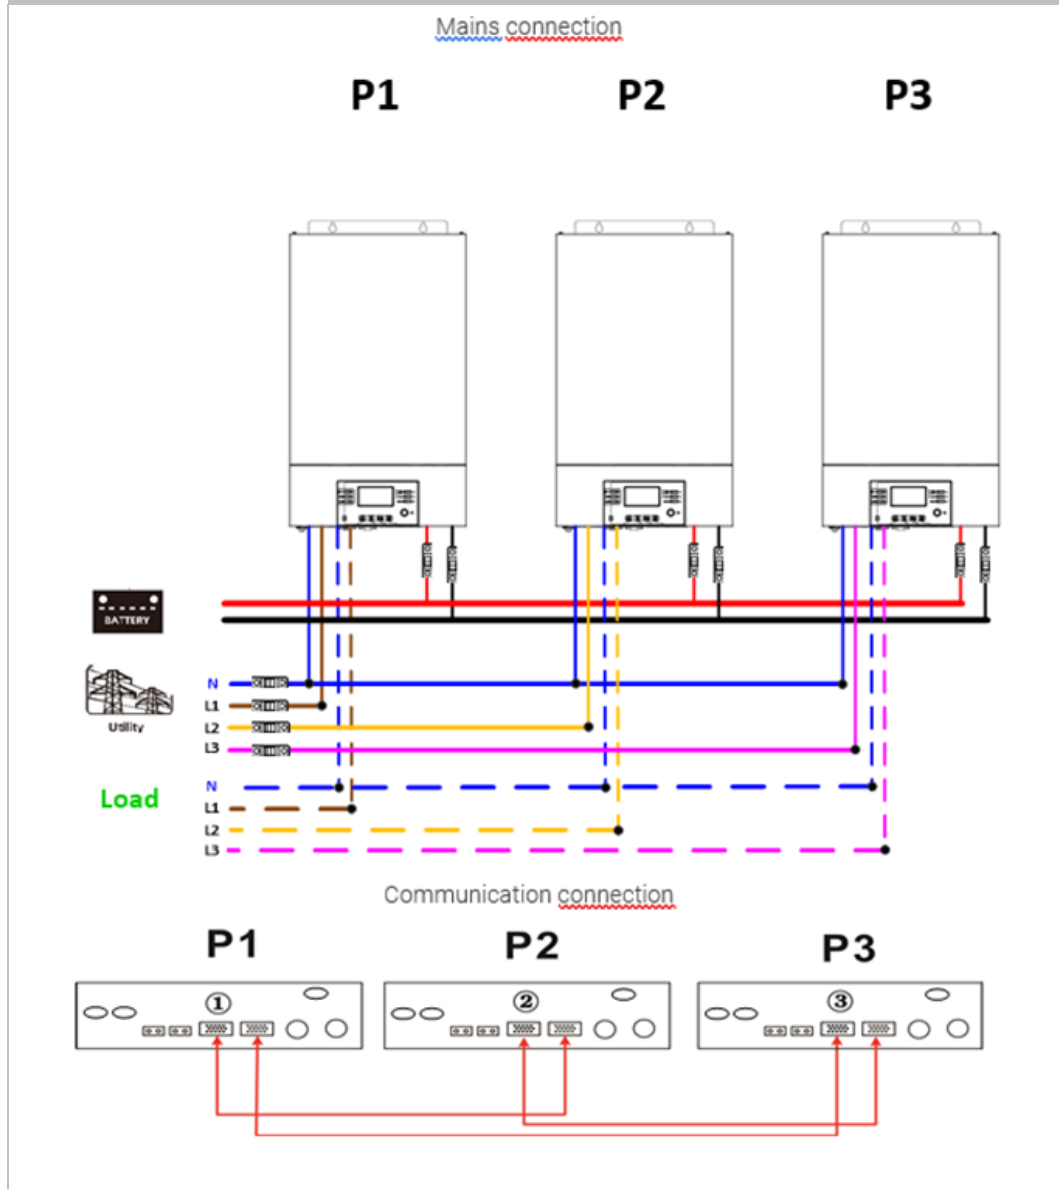 Mains connection
P1 P2 P3
BATTERY
Utility
N
L1
L2
L3
Load
N
L1
L2
L3
Communication connection
P1 P2 P3
① ② ③